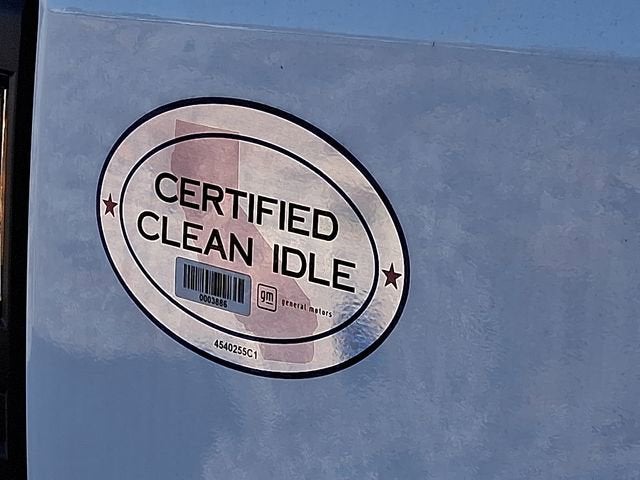 CERTIFIED
CLEAN IDLE
0003886
gm general motors
4540255C1